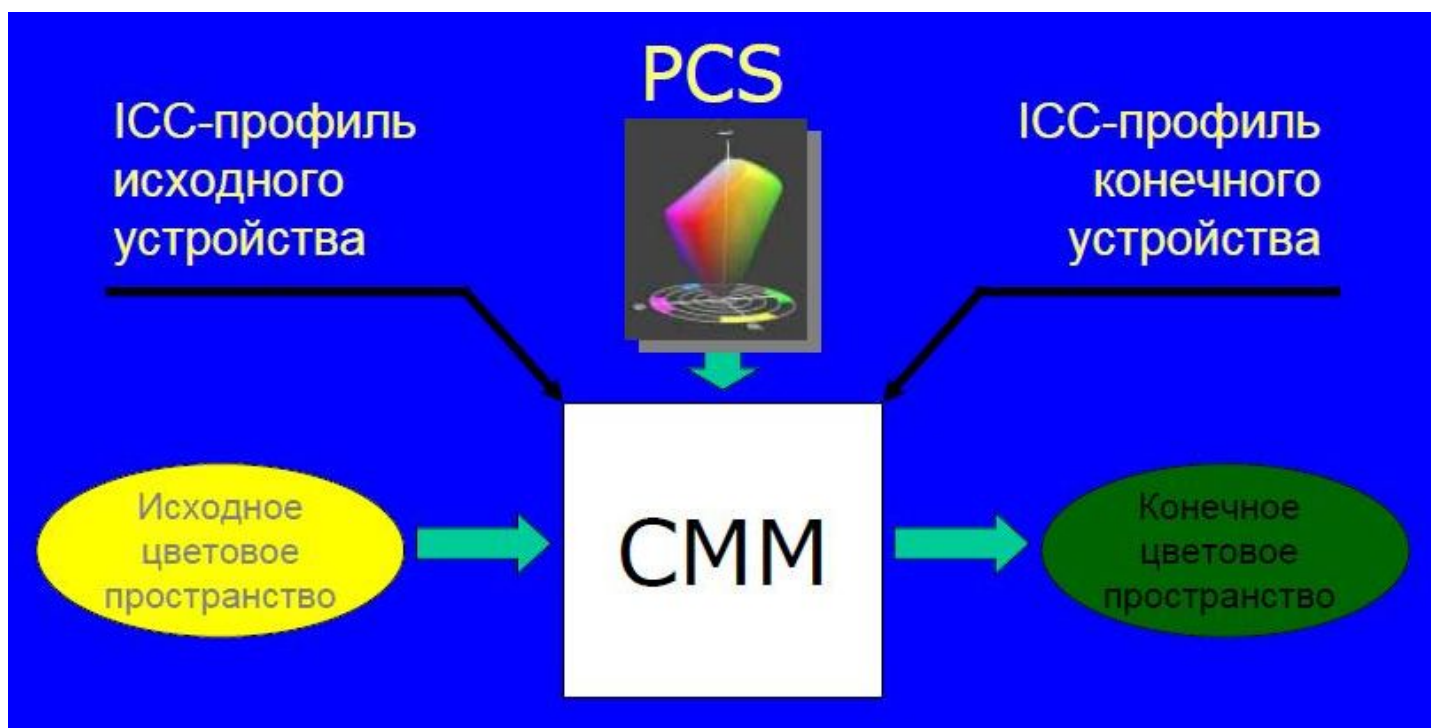 PCS
ICC-профиль
исходного
устройства
ICC-профиль
конечного
устройства
Исходное
цветовое
пространство
CMM
Конечное
цветовое
пространство